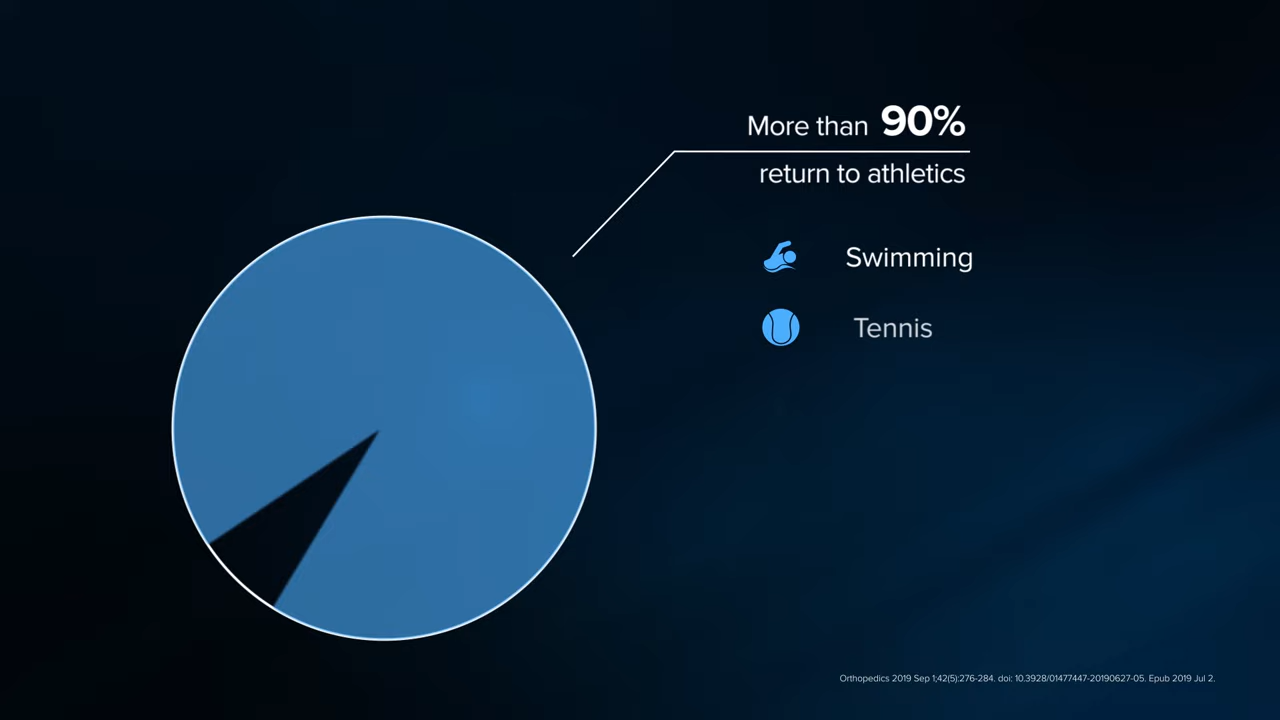 More than 90%
return to athletics
Swimming
Tennis
Orthopedics 2019 Sep 1;42(5):276-284. doi: 10.3928/01477447-20190627-05. Epub 2019 Jul 2.